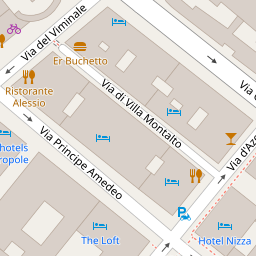 Via del Viminale
Er Buchetto
Ristorante
Alessio
Via di Villa Montalto
Via
Via d'Aze
Via Principe Amedeo
hotels
ropole
The Loft
Hotel Nizza